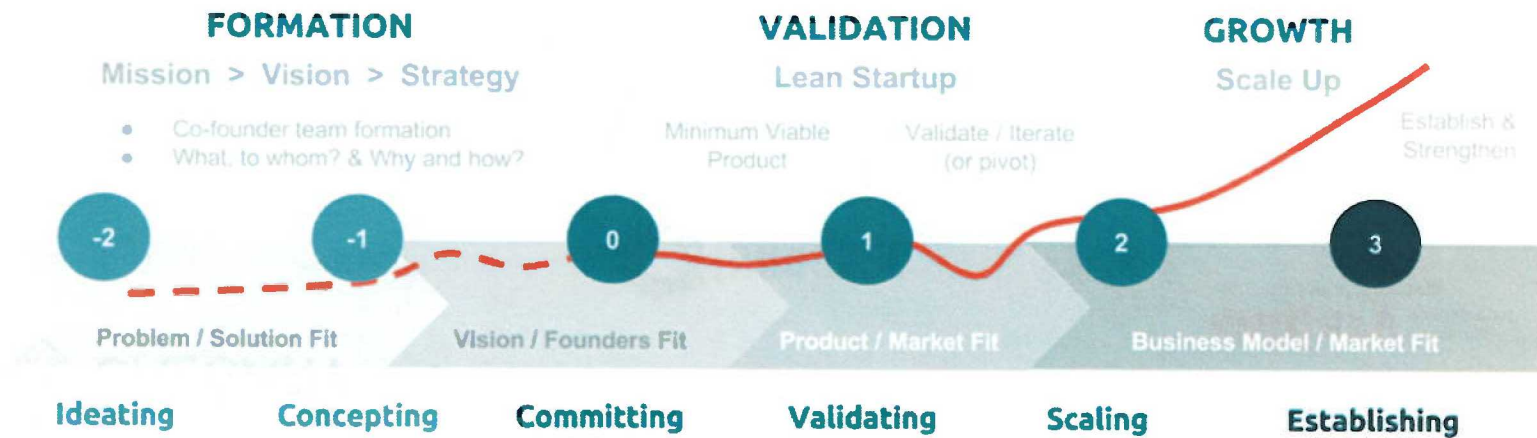 FORMATION
VALIDATION
GROWTH
Mission > Vision > Strategy
Lean Startup
Scale Up
• Co-founder team formation
• What, to whom? & Why and how?
Minimum Viable
Product
Validate / Iterate
(or pivot)
Establish &
Strengthen
-2
-1
0
1
2
3
Problem / Solution Fit
Vision / Founders Fit
Product / Market Fit
Business Model / Market Fit
Ideating
Concepting
Committing
Validating
Scaling
Establishing